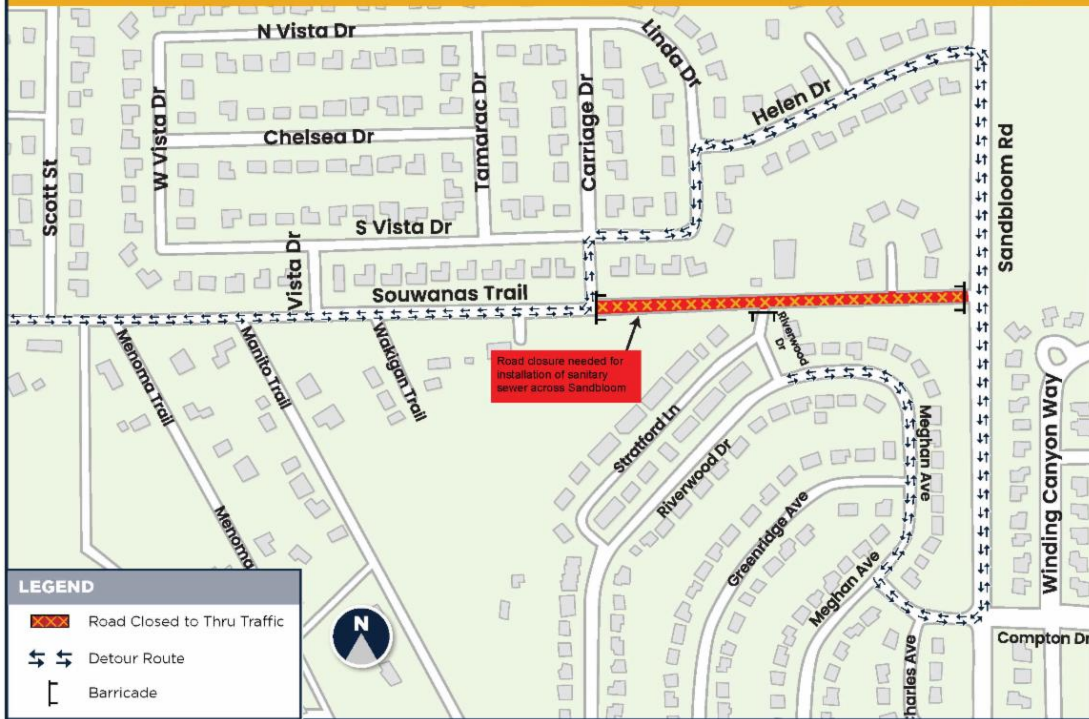 N Vista Dr
Linda Dr
Helen Dr
Chelsea Dr
W Vista Dr
Tamarac Dr
Carriage Dr
Scott St
Sandbloom Rd
S Vista Dr
Vista Dr
Souwanas Trail
Road closure needed for
installation of sanitary
sewer across Sandbloom
Riverwood
Dr
Menoma Trail
Manito Trail
Wakigan Trail
Stratford Ln
Riverwood Dr
Meghan Ave
Greenridge Ave
Meghan Ave
Winding Canyon Way
Menoma
Compton Dr
harles Ave
LEGEND
Road Closed to Thru Traffic
Detour Route
Barricade
N